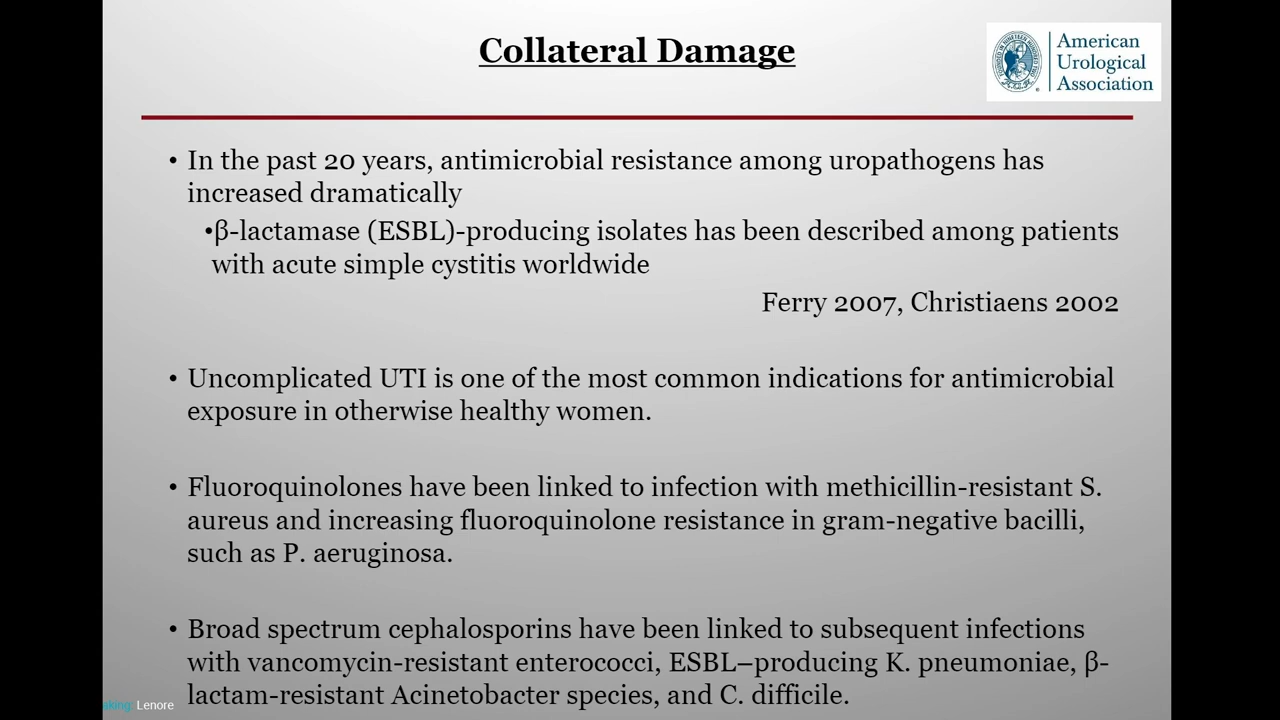 Collateral Damage
American
Urological
Association
• In the past 20 years, antimicrobial resistance among uropathogens has
increased dramatically
•β-lactamase (ESBL)-producing isolates has been described among patients
with acute simple cystitis worldwide
Ferry 2007, Christiaens 2002
• Uncomplicated UTI is one of the most common indications for antimicrobial
exposure in otherwise healthy women.
• Fluoroquinolones have been linked to infection with methicillin-resistant S.
aureus and increasing fluoroquinolone resistance in gram-negative bacilli,
such as P. aeruginosa.
• Broad spectrum cephalosporins have been linked to subsequent infections
with vancomycin-resistant enterococci, ESBL–producing K. pneumoniae, β-
lactam-resistant Acinetobacter species, and C. difficile.
aking: Lenore